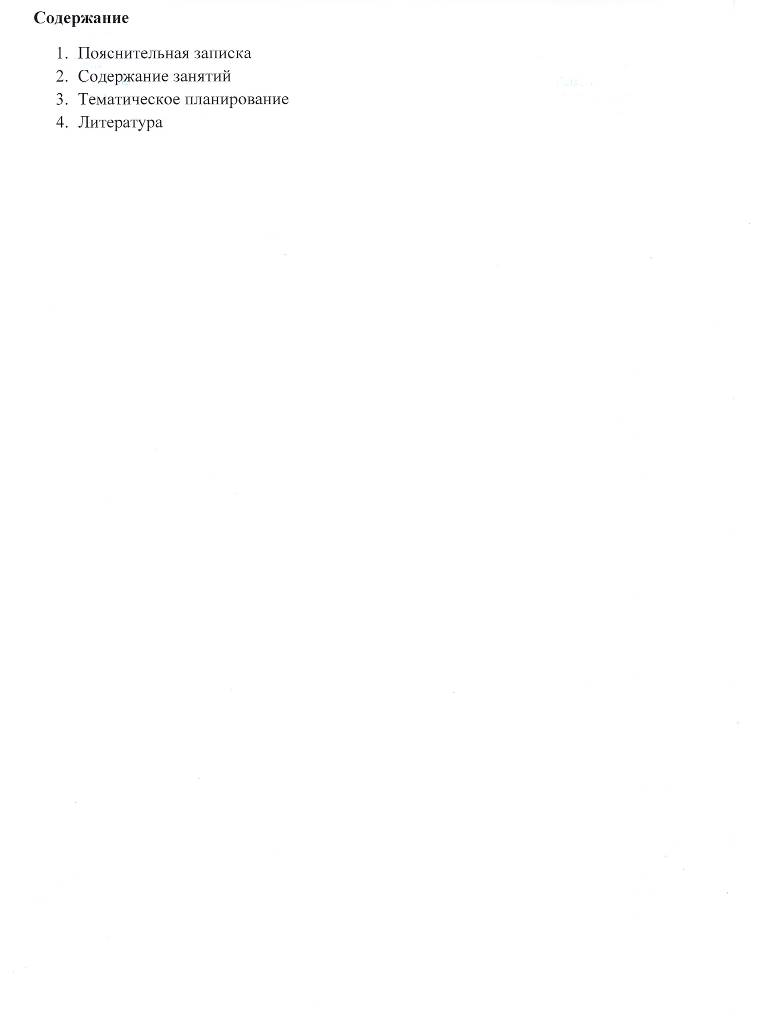 Содержание
1. Пояснительная записка
2. Содержание занятий
3. Тематическое планирование
4. Литература